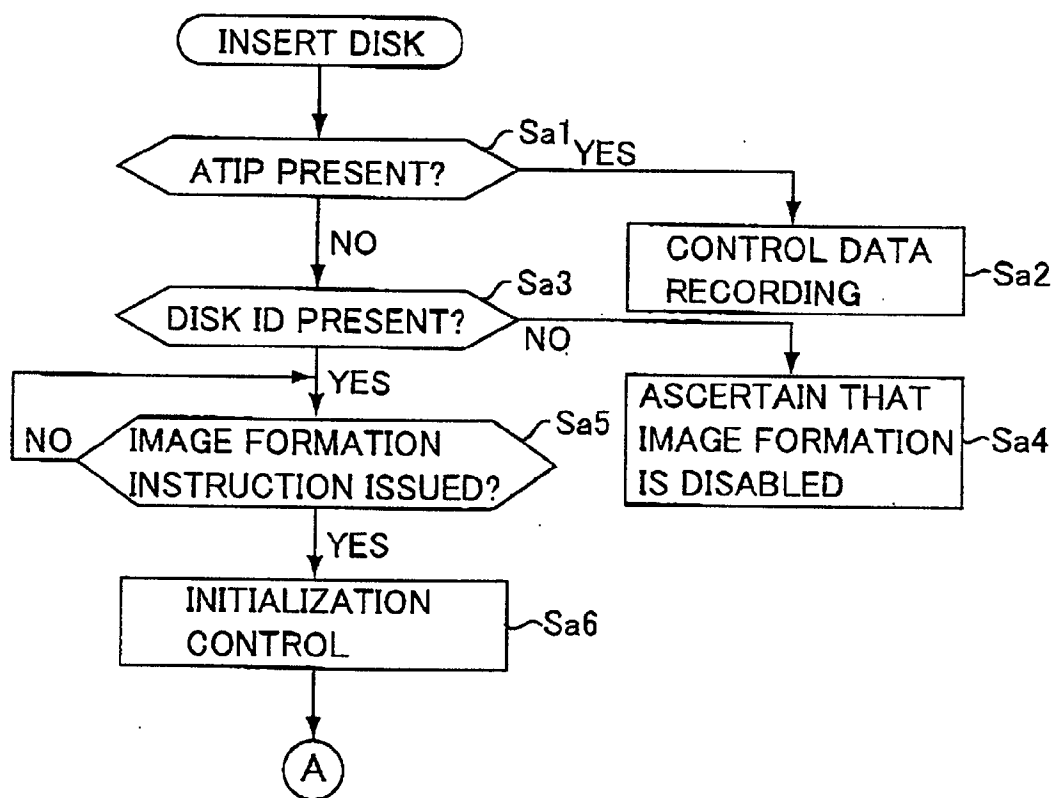 INSERT DISK
Sa1
ATIP PRESENT?
YES
NO
CONTROL DATA
RECORDING
Sa2
Sa3
DISK ID PRESENT?
NO
YES
ASCERTAIN THAT
IMAGE FORMATION
IS DISABLED
Sa4
NO
IMAGE FORMATION
INSTRUCTION ISSUED?
Sa5
YES
INITIALIZATION
CONTROL
Sa6
A